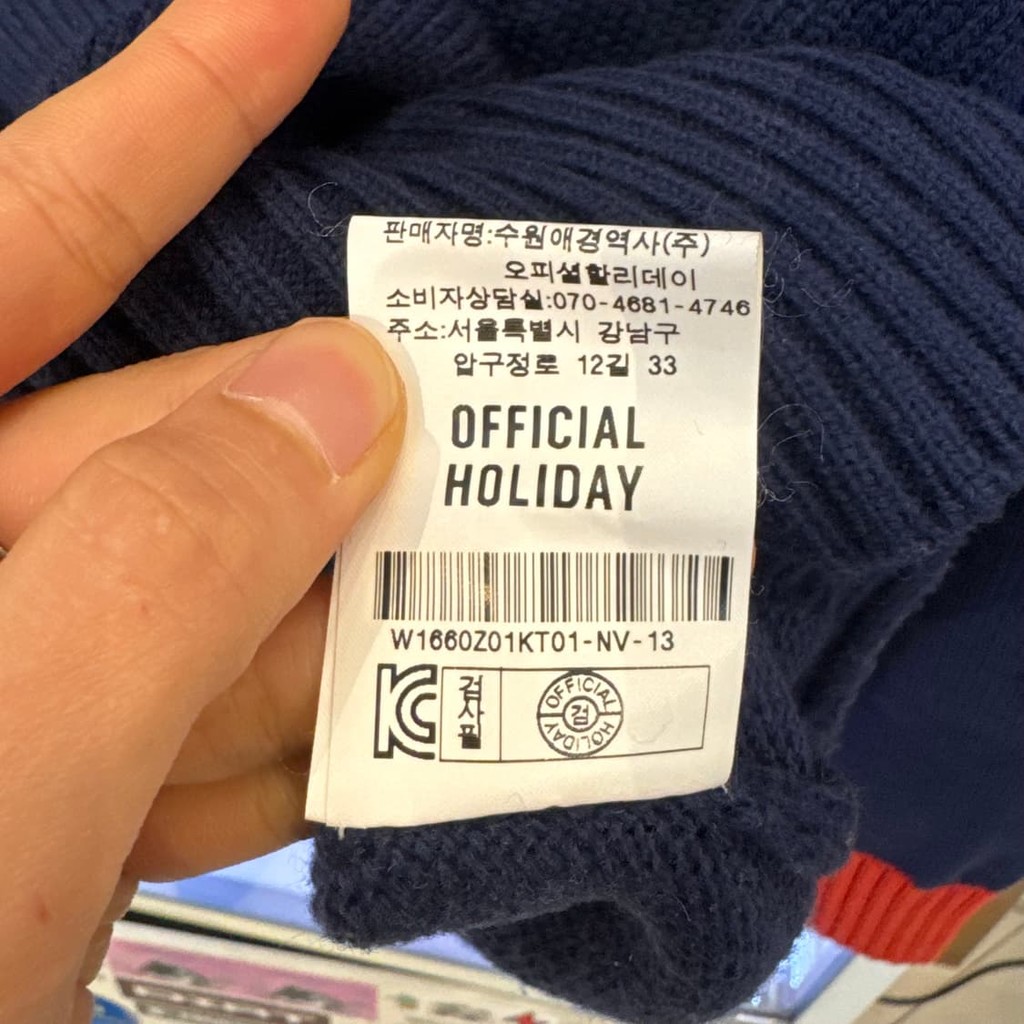 판매자명:수원애경역사(주)
오피셜할리데이
소비자상담실:070-4681-4746
주소:서울특별시 강남구
압구정로 12길 33
OFFICIAL
HOLIDAY
W1660Z01KT01-NV-13
KC
검사필
OFFICIAL
검
HOLIDAY